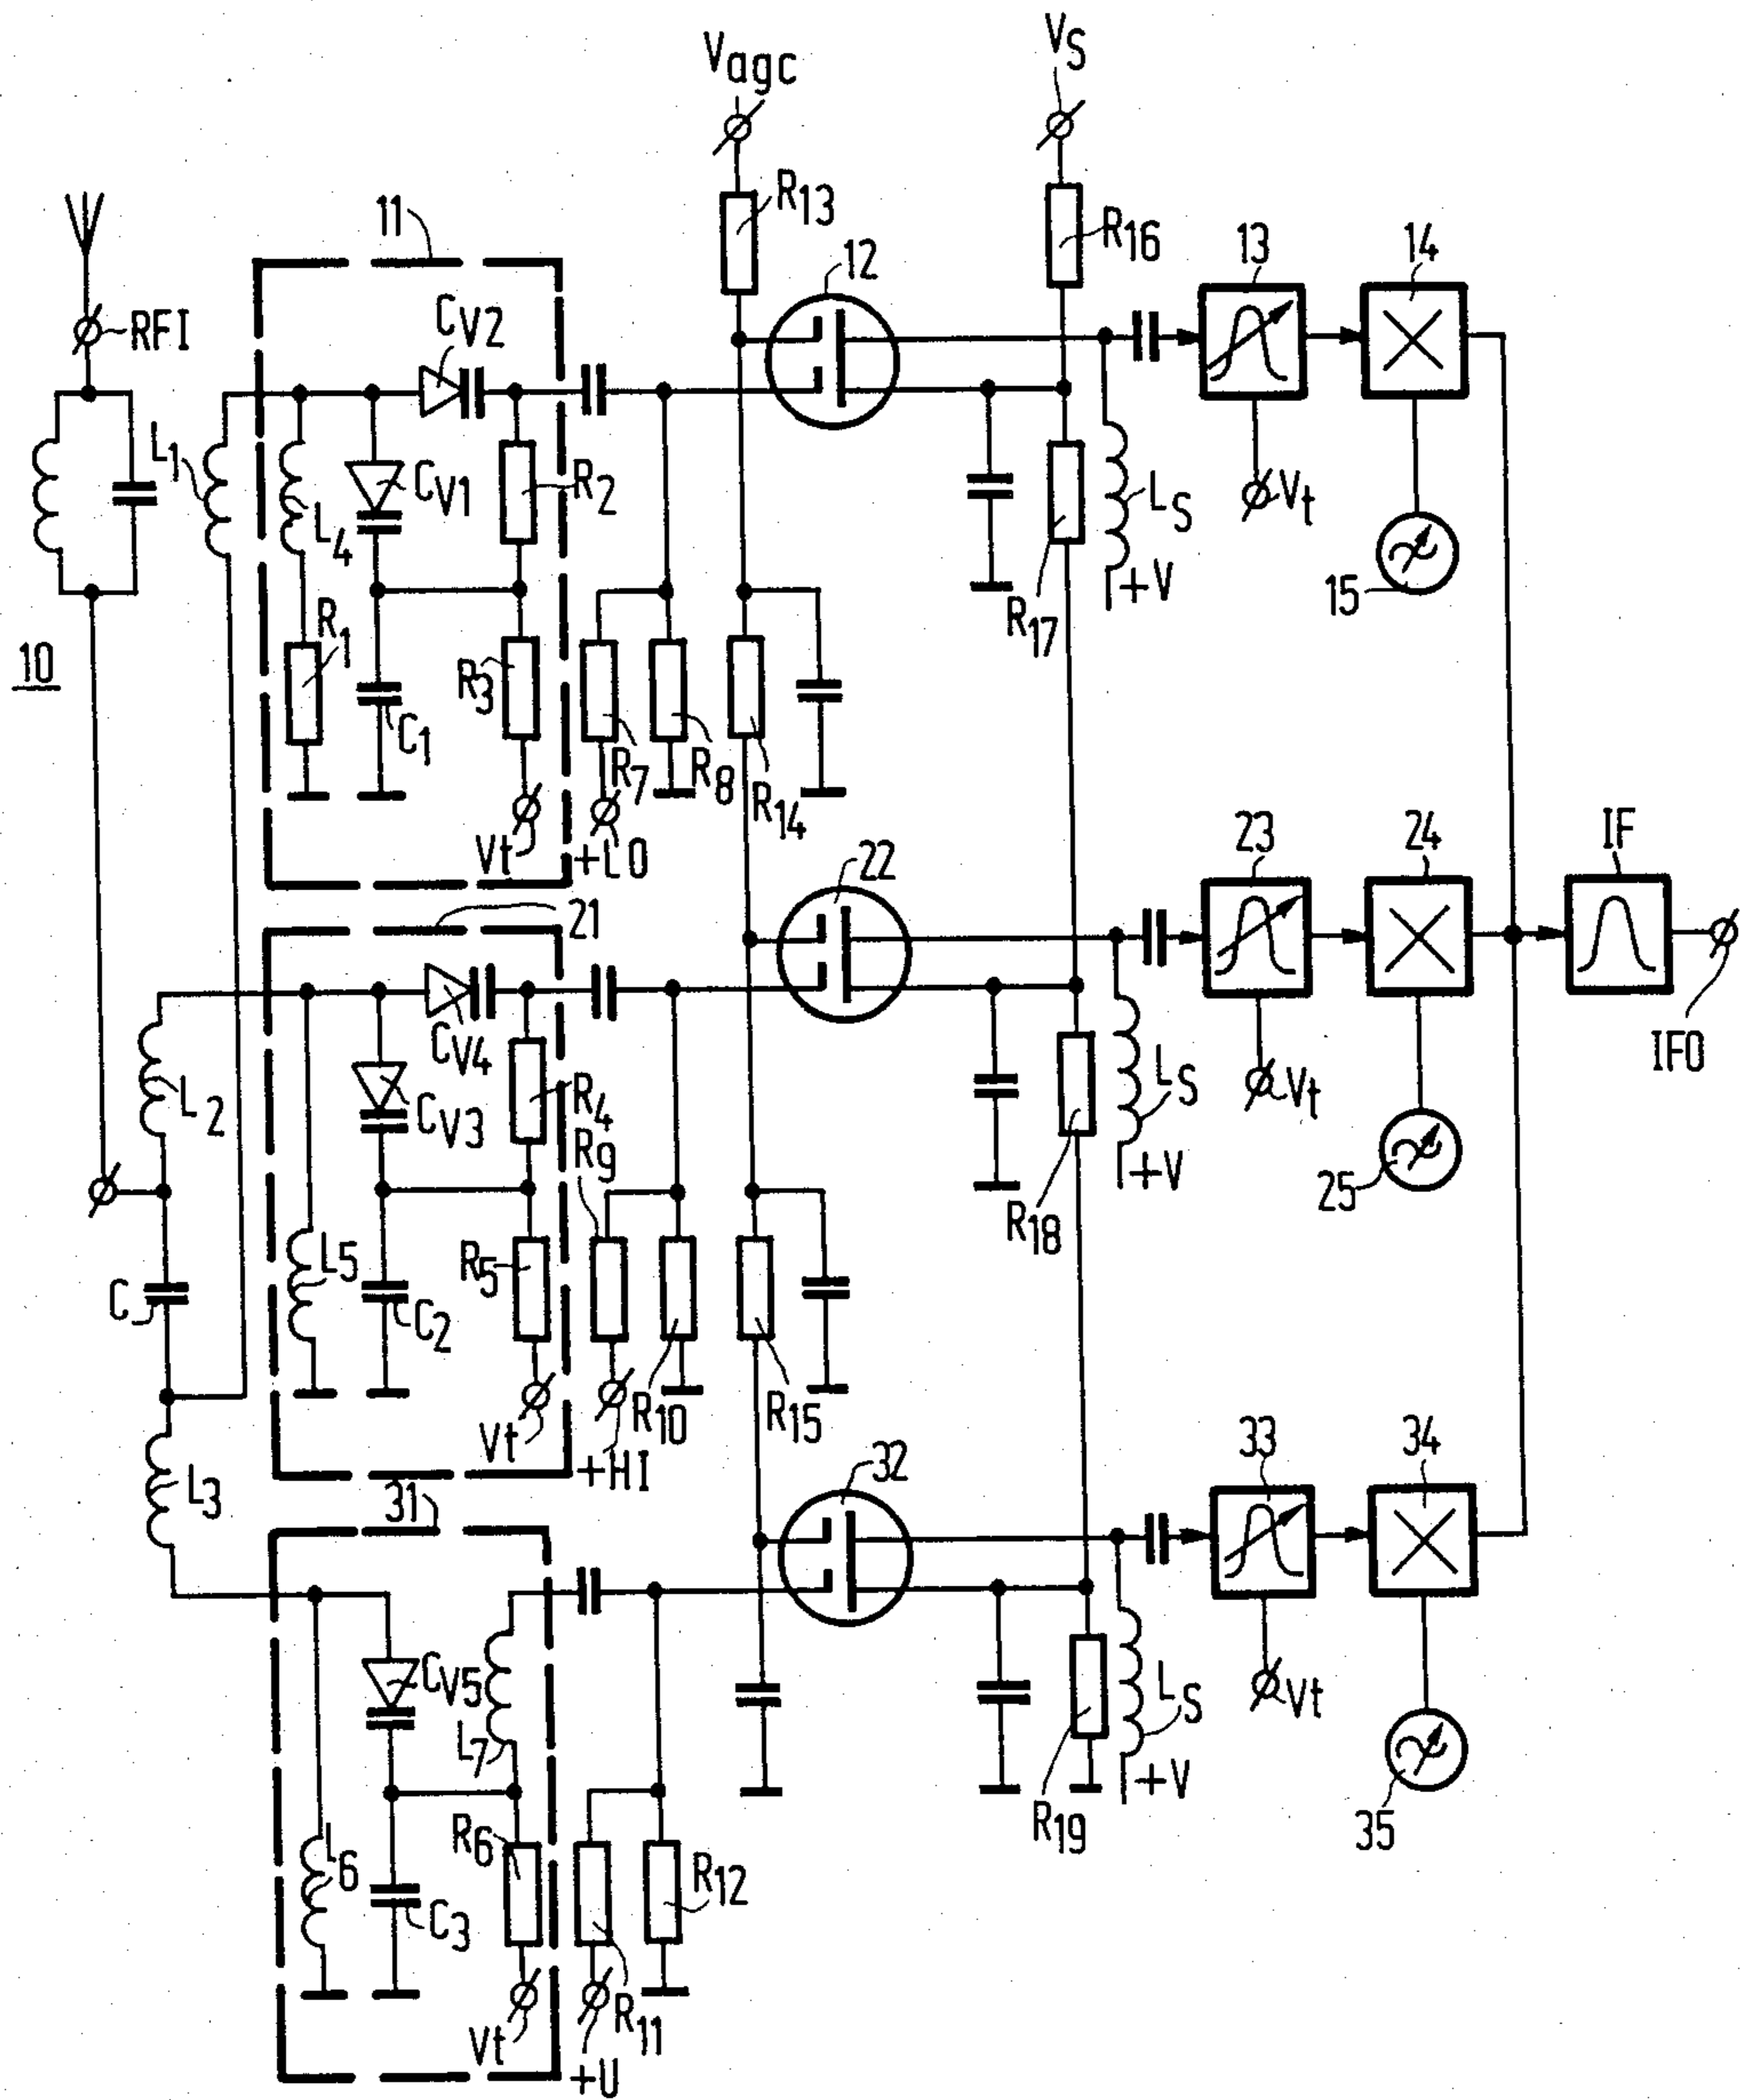 Vagc
VS
R13
R16
11
12
13
14
RFI
CV2
L1
L4
CV1
R2
LS
Vt
+V
15
R17
10
R1
R3
C1
R7
R8
R14
Vt
+LO
21
22
23
24
IF
IFO
L2
CV4
CV3
R4
R9
LS
Vt
+V
25
R18
L5
R5
C
C2
R10
R15
Vt
+HI
31
32
33
34
L3
CV5
L7
LS
Vt
+V
R19
35
L6
R6
C3
R12
R11
Vt
+U